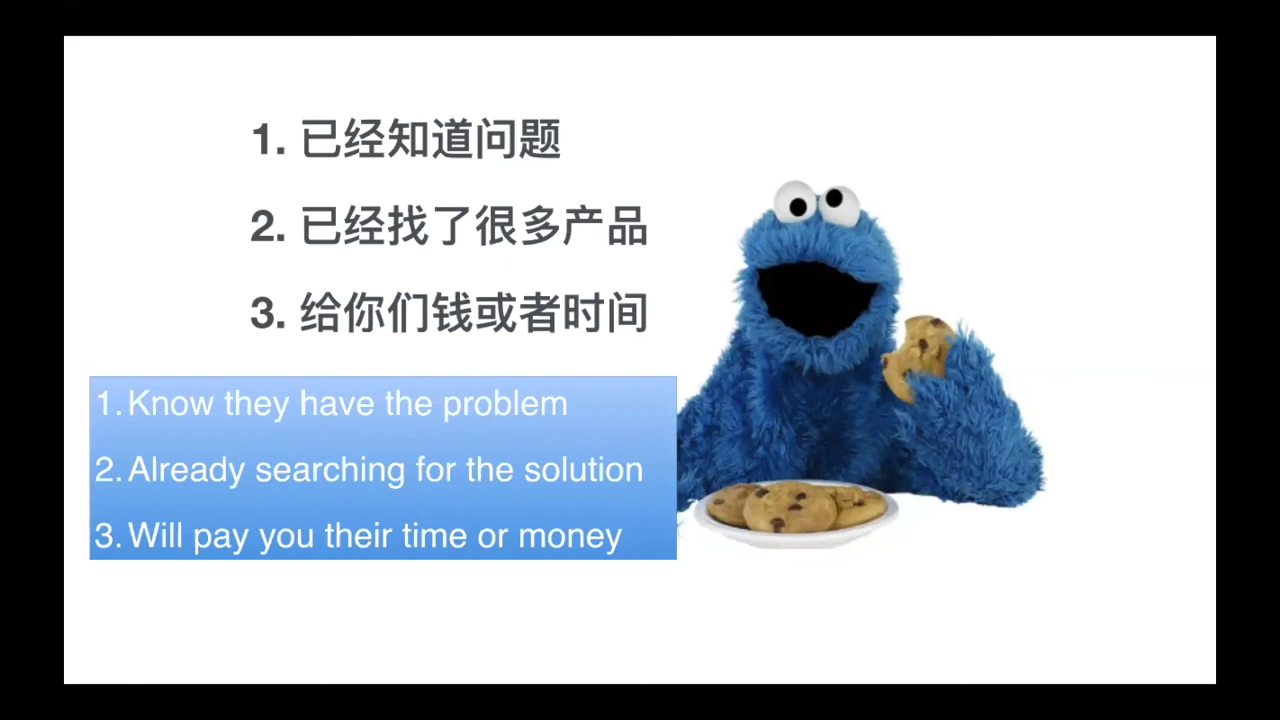 1. 已经知道问题
2. 已经找了很多产品
3. 给你们钱或者时间
1. Know they have the problem
2. Already searching for the solution
3. Will pay you their time or money